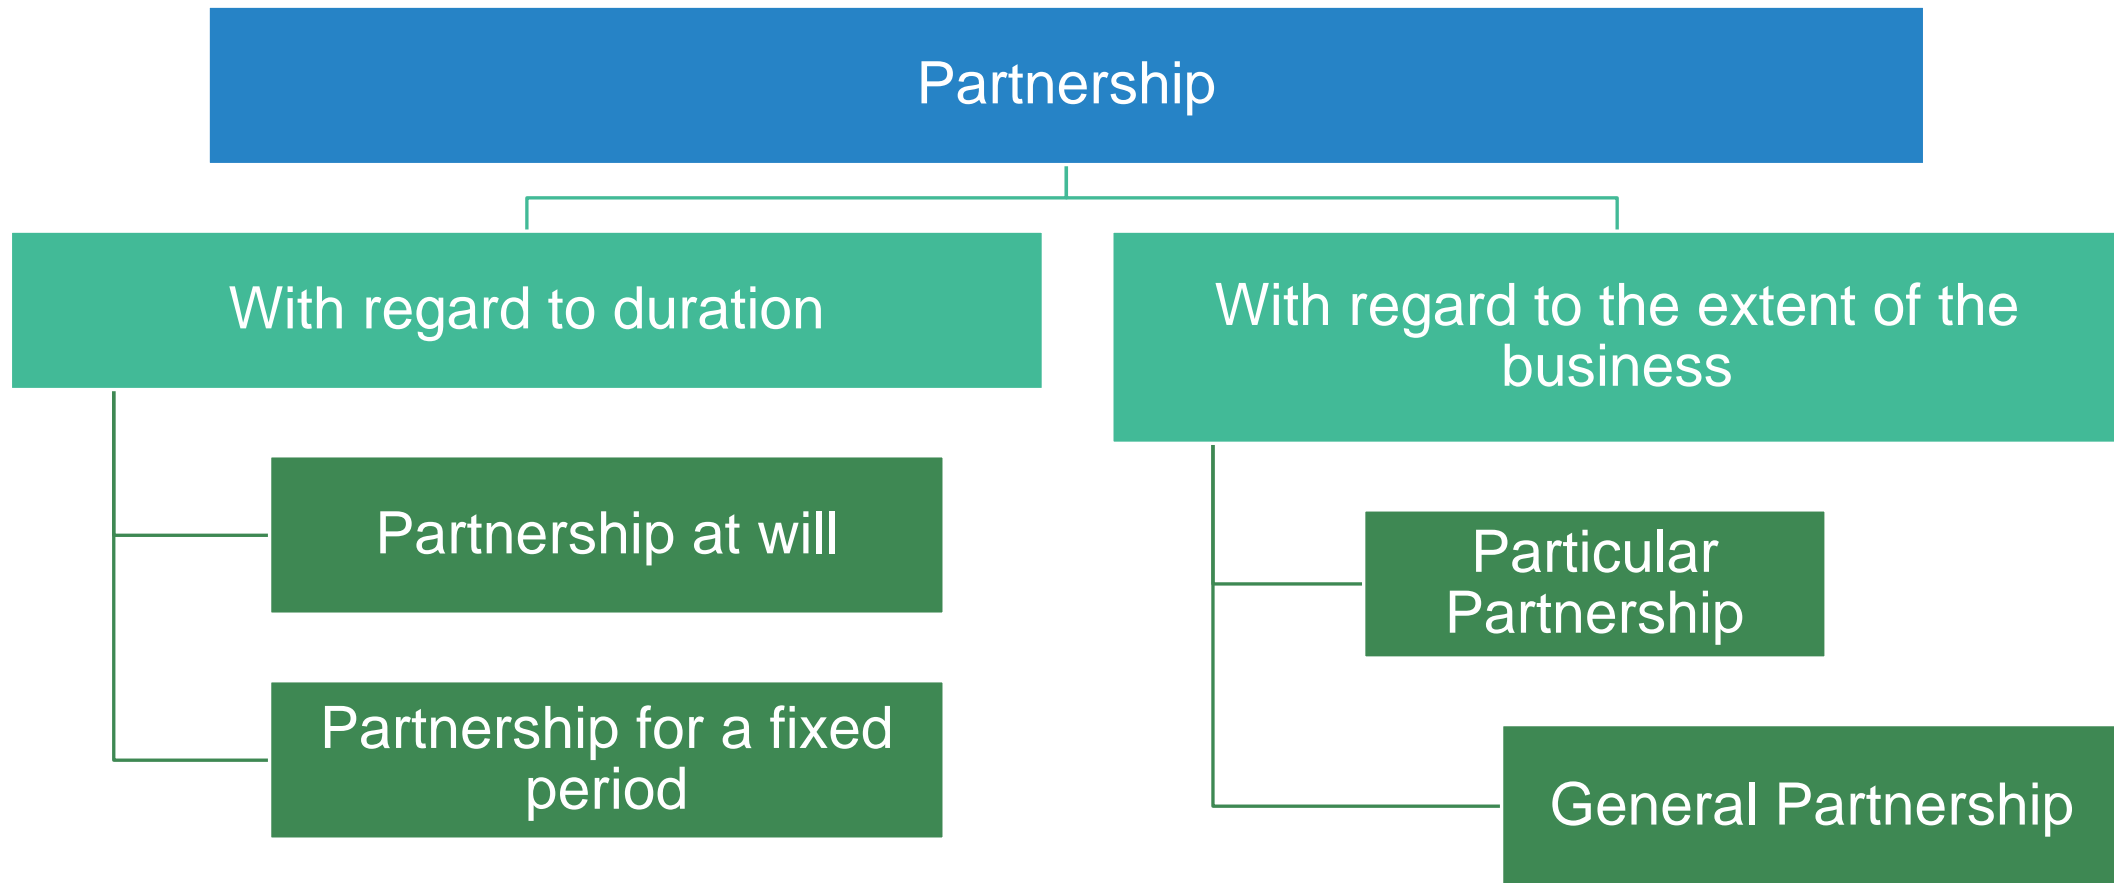 Partnership
With regard to duration
Partnership at will
Partnership for a fixed
period
With regard to the extent of the
business
Particular
Partnership
General Partnership